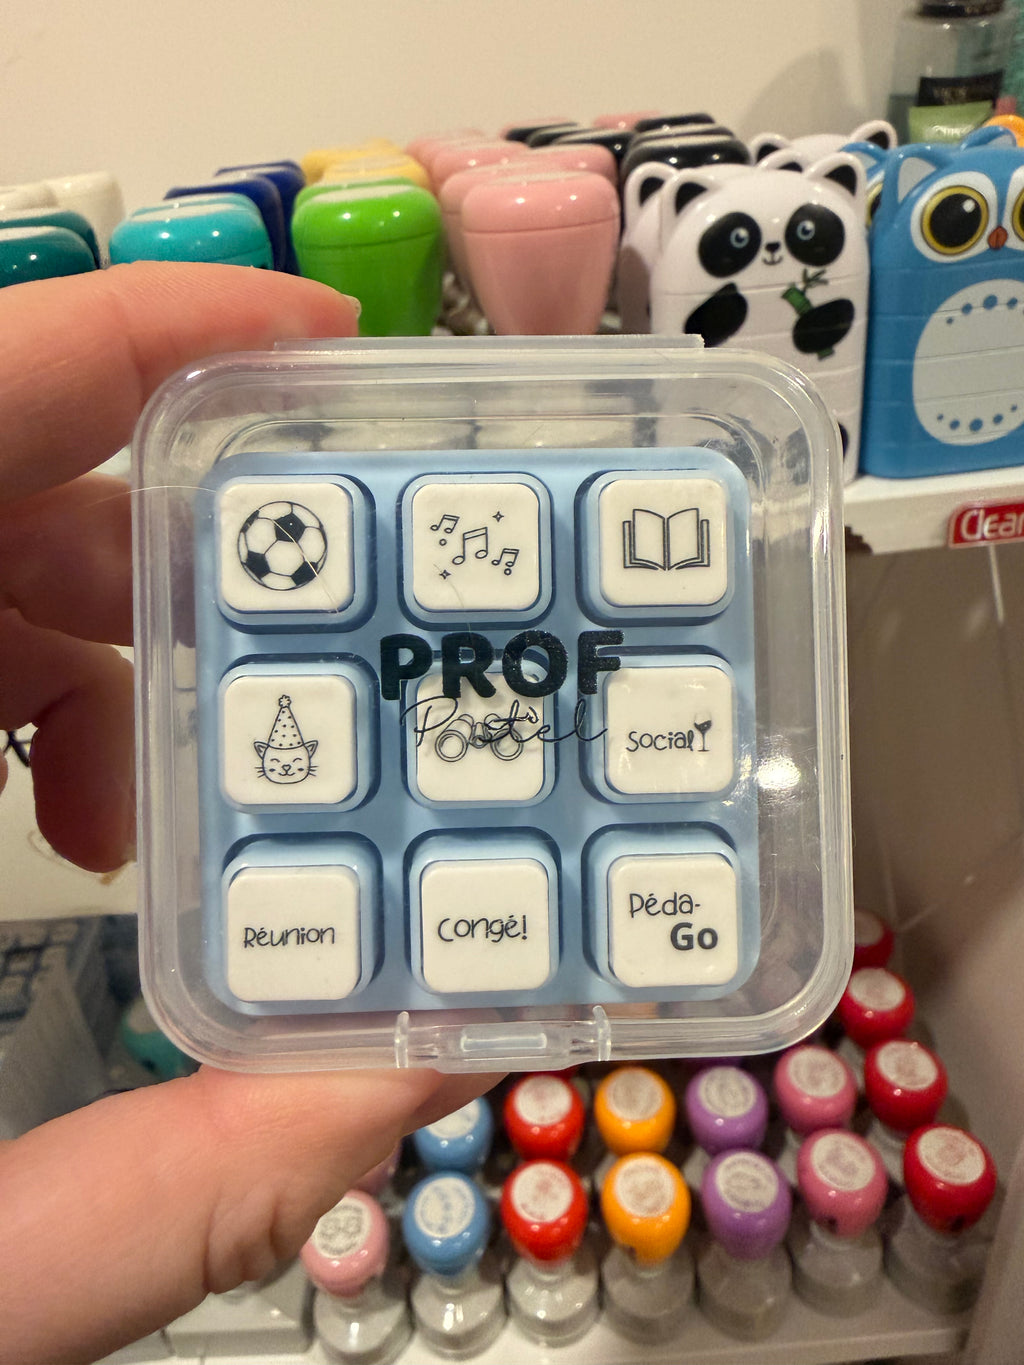 PROF
Pastel
Social
Réunion
Congé!
Péda-
Go
Clear